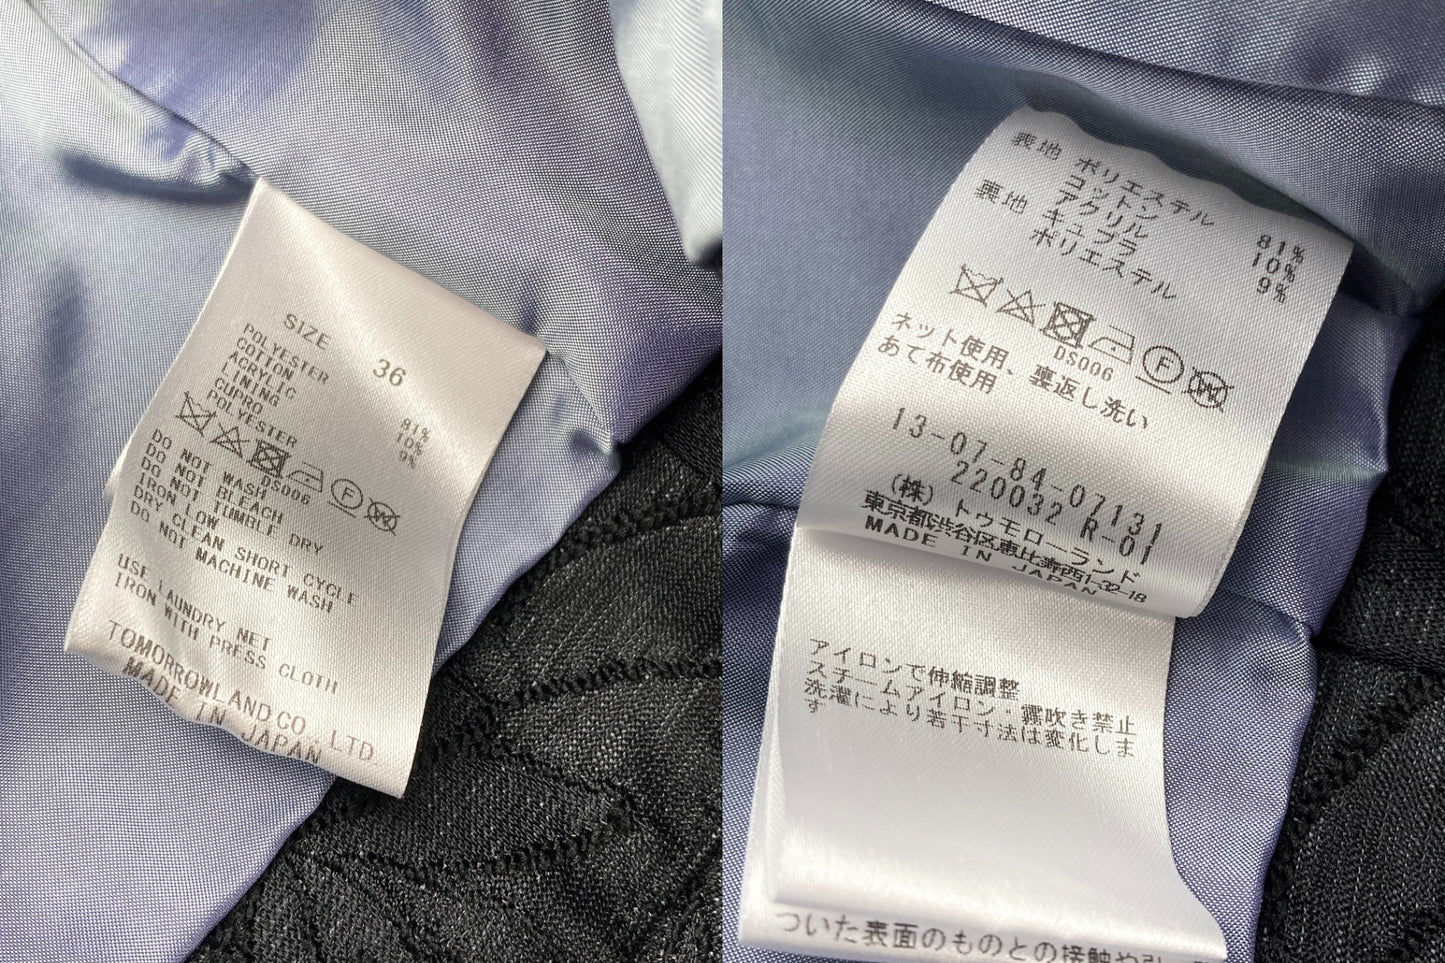 SIZE 36
POLYESTER 81%
COTTON 10%
ACRYLIC 9%
LINING
CUPRO
POLYESTER
DS006
DO NOT WASH
DO NOT BLEACH
DO NOT TUMBLE DRY
IRON LOW
DRY CLEAN SHORT CYCLE
DO NOT MACHINE WASH
USE LAUNDRY NET
IRON WITH PRESS CLOTH
TOMORROWLAND CO., LTD
MADE IN JAPAN
表地 ポリエステル 81%
コットン 10%
アクリル 9%
裏地 キュプラ
ポリエステル
DS006
F
W
ネット使用、裏返し洗い
あて布使用
13-07-84-07131
220032 R-01
(株) トゥモローランド
東京都渋谷区恵比寿西1-32-18
MADE IN JAPAN
アイロンで伸縮調整
スチームアイロン・霧吹き禁止
洗濯により若干寸法は変化しま
す
ついた表面のものとの接触や引